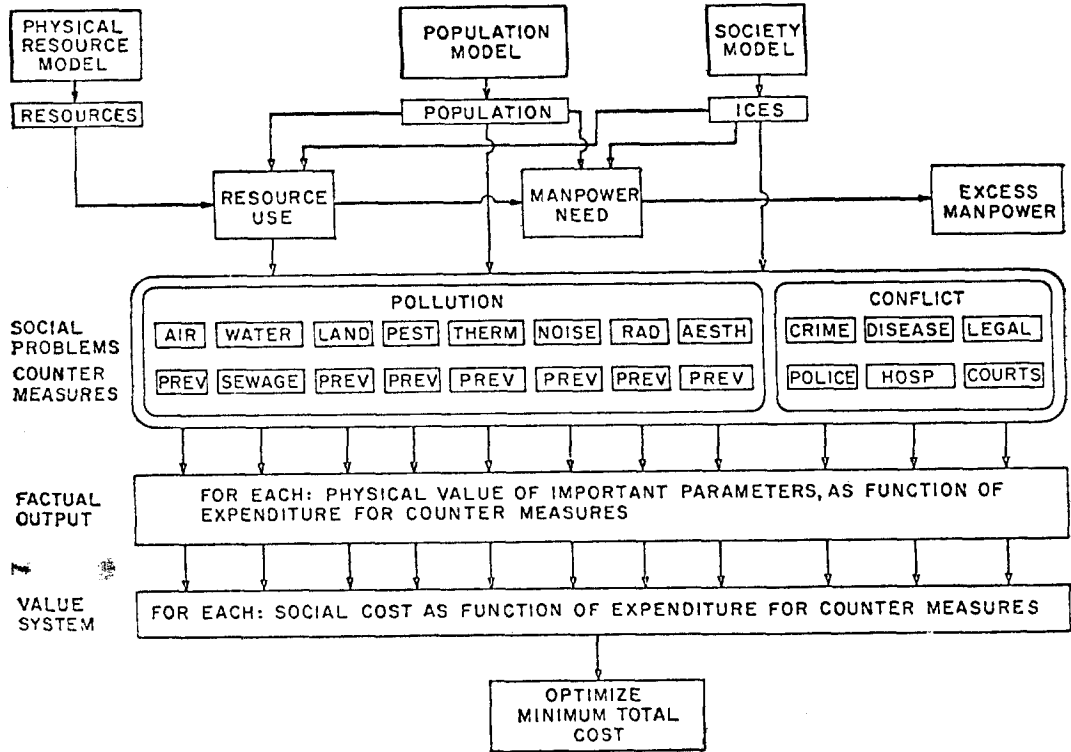 PHYSICAL
RESOURCE
MODEL
POPULATION
MODEL
SOCIETY
MODEL
RESOURCES
POPULATION
ICES
RESOURCE
USE
MANPOWER
NEED
EXCESS
MANPOWER
POLLUTION
CONFLICT
SOCIAL
PROBLEMS
AIR WATER LAND PEST THERM NOISE RAD AESTH CRIME DISEASE LEGAL
COUNTER
MEASURES
PREV SEWAGE PREV PREV PREV PREV PREV PREV POLICE HOSP COURTS
FACTUAL
OUTPUT
FOR EACH: PHYSICAL VALUE OF IMPORTANT PARAMETERS, AS FUNCTION OF
EXPENDITURE FOR COUNTER MEASURES
VALUE
SYSTEM
FOR EACH: SOCIAL COST AS FUNCTION OF EXPENDITURE FOR COUNTER MEASURES
OPTIMIZE
MINIMUM TOTAL
COST